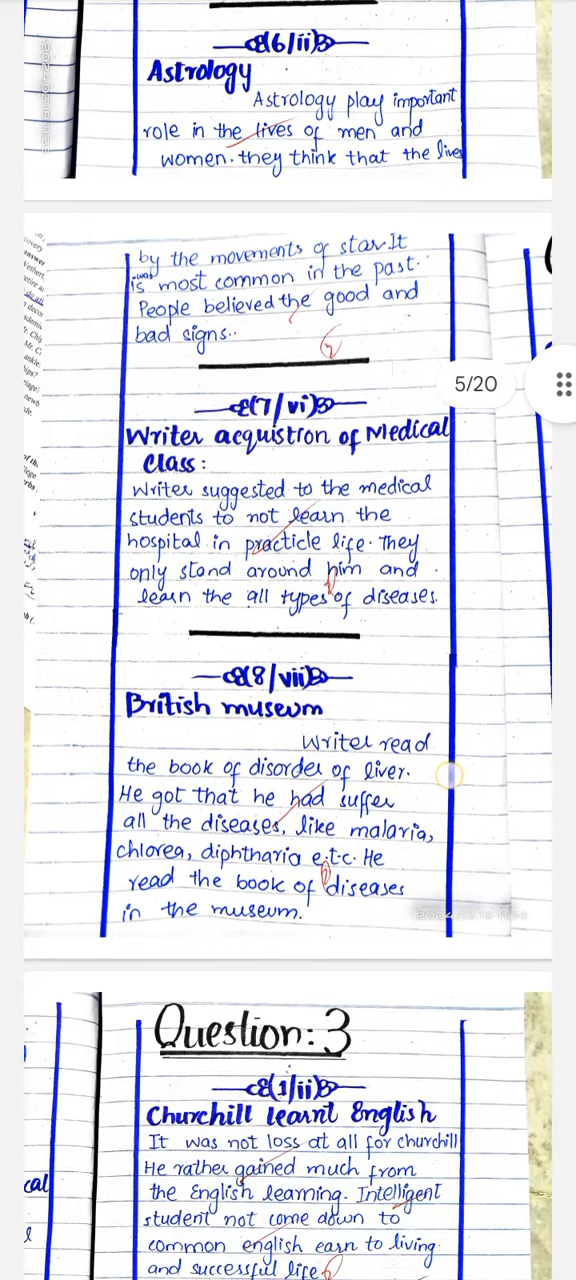 (6/ii)
Astrology
Astrology play important
role in the lives of men and
women. they think that the lives
by the movements of star. It
was
is most common in the past.
People believed the good and
bad signs..
5/20
(7/vi)
Writer acquistion of Medical
Class:
Writer suggested to the medical
students to not learn the
hospital in practicle life. They
only stand around him and
learn the all types of diseases.
(8/vii)
British museum
Writer read
the book of disorder of liver.
He got that he had suffer
all the diseases, like malaria,
chlorea, diphtharia e.t.c. He
read the book of diseases
in the museum.
Question: 3
(1/ii)
Churchill learnt English
It was not loss at all for churchill
He rather gained much from
the English learning. Intelligent
student not come down to
common english earn to living
and successful life.